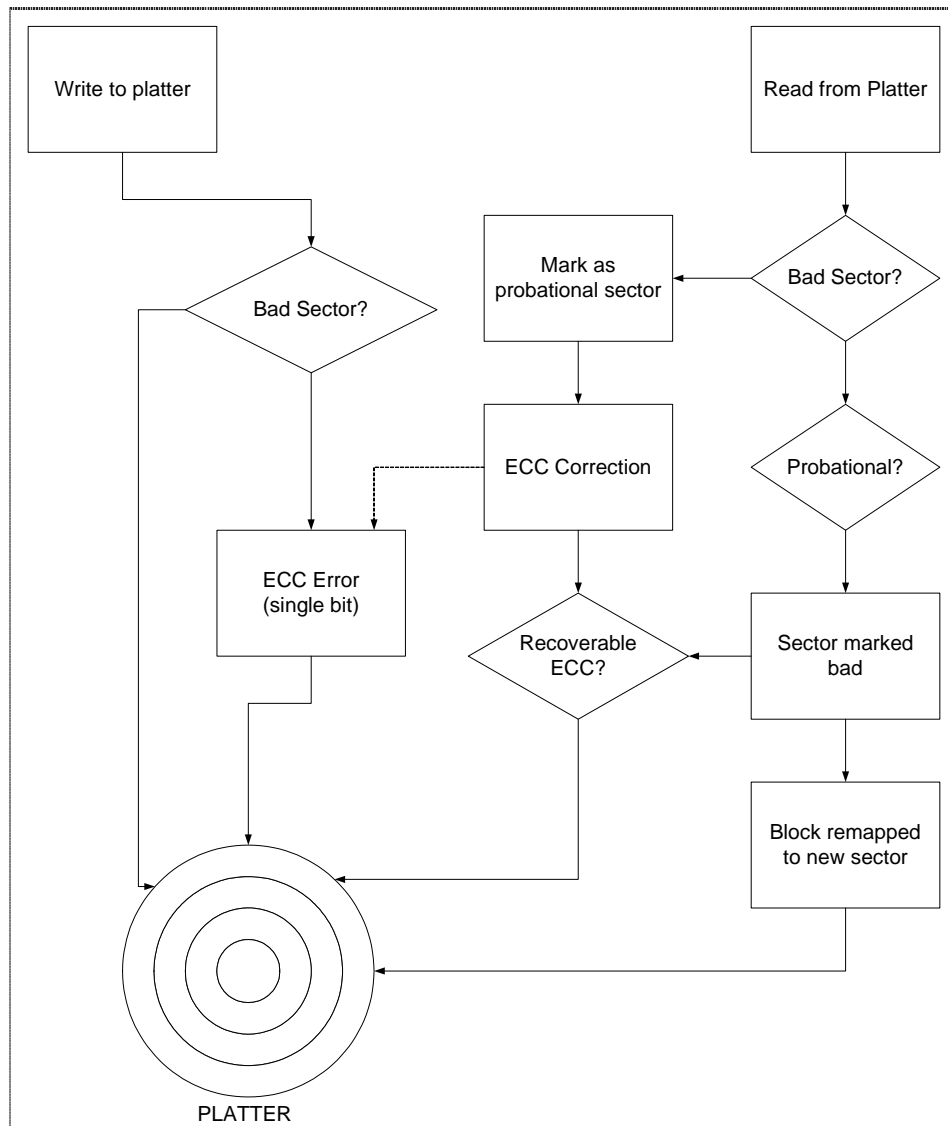 Write to platter
Read from Platter
Mark as
probational sector
Bad Sector?
Bad Sector?
ECC Correction
Probational?
ECC Error
(single bit)
Recoverable
ECC?
Sector marked
bad
Block remapped
to new sector
PLATTER